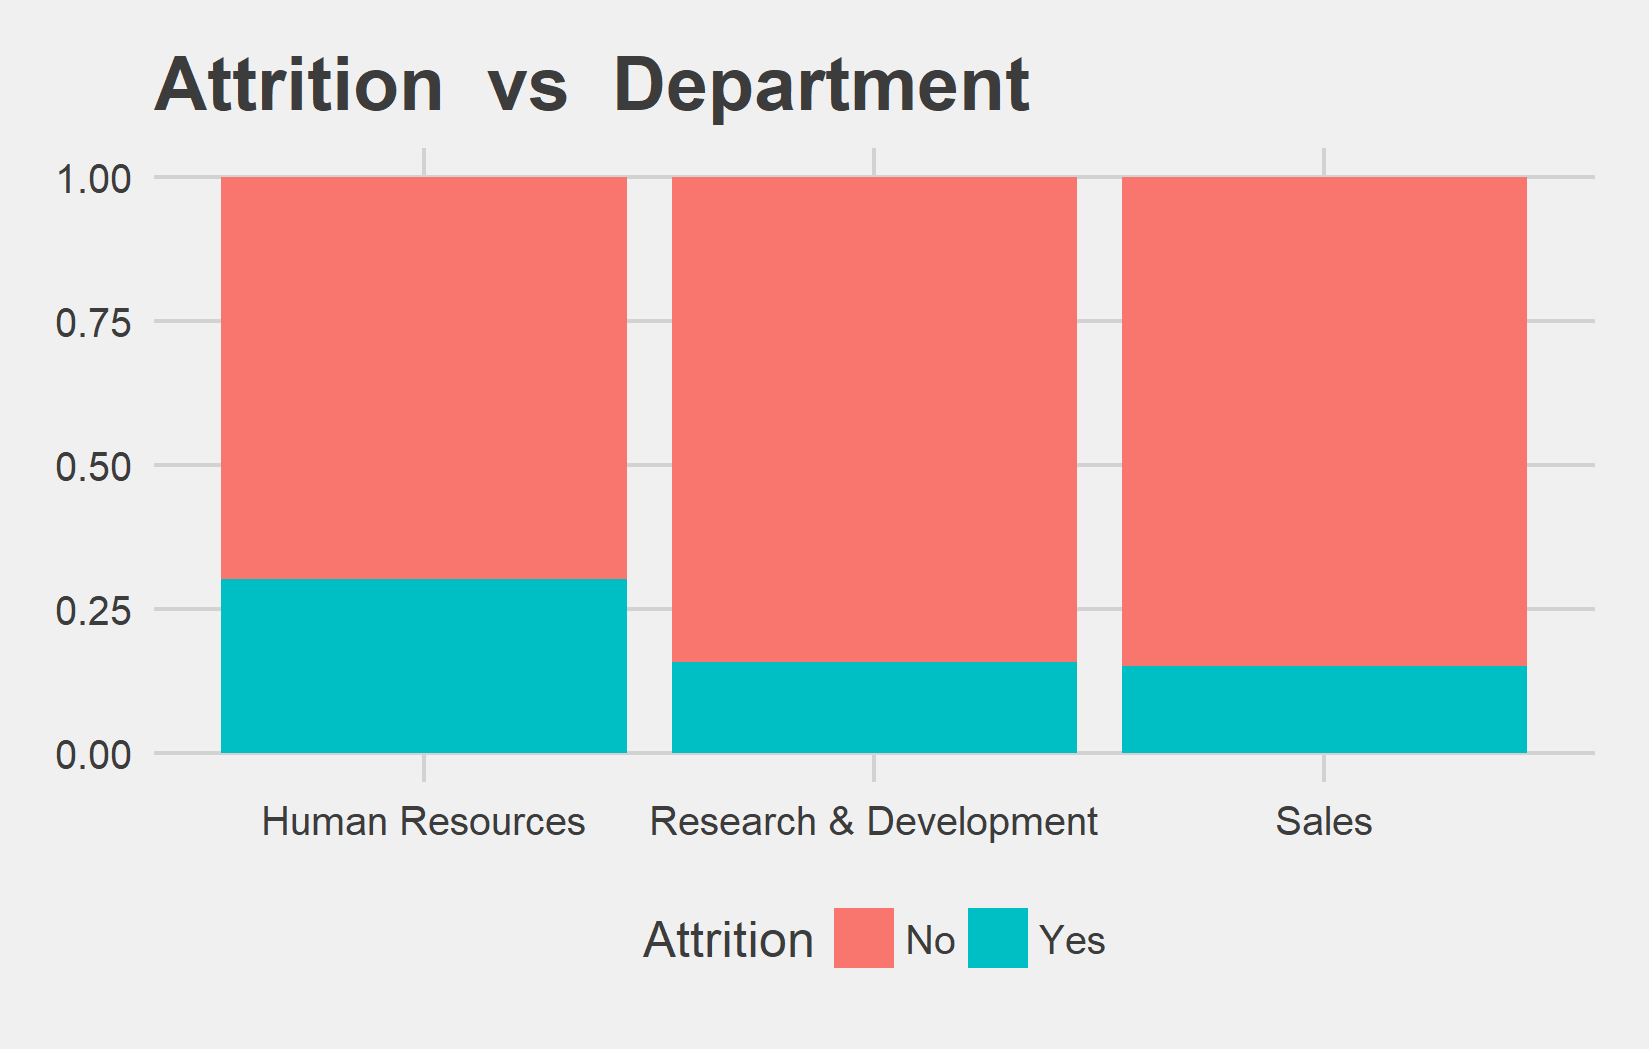 Attrition vs Department
1.00
0.75
0.50
0.25
0.00
Human Resources Research & Development Sales
Attrition No Yes